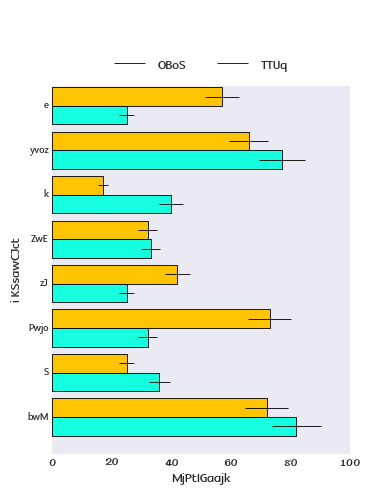 OBoS TTUq
e
yvoz
k
ZwE
zJ
Pwjo
S
bwM
i KSsawCJct
0 20 40 60 80 100
MjPtIGaajk